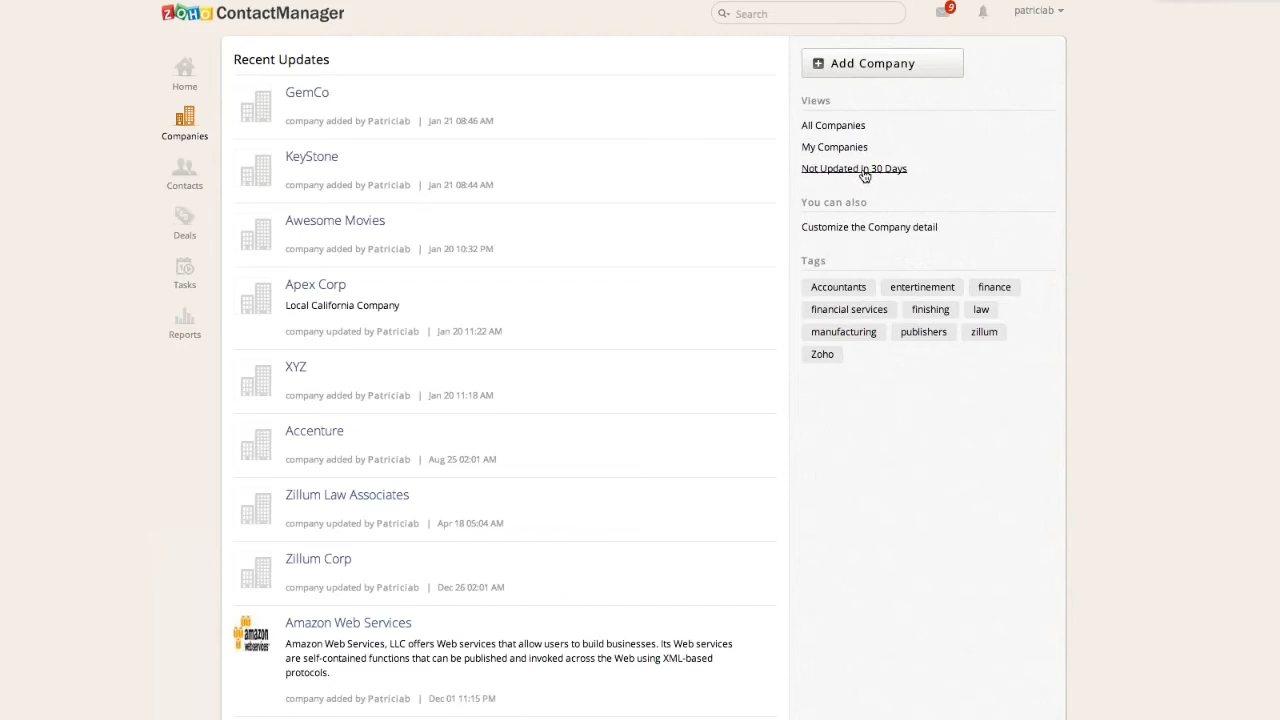 ZOHO ContactManager
Search
9
patriciab
Home
Companies
Contacts
Deals
Tasks
Reports
Recent Updates
GemCo
company added by Patriciab | Jan 21 08:46 AM
KeyStone
company added by Patriciab | Jan 21 08:44 AM
Awesome Movies
company added by Patriciab | Jan 20 10:32 PM
Apex Corp
Local California Company
company updated by Patriciab | Jan 20 11:22 AM
XYZ
company added by Patriciab | Jan 20 11:18 AM
Accenture
company added by Patriciab | Aug 25 02:01 AM
Zillum Law Associates
company updated by Patriciab | Apr 18 05:04 AM
Zillum Corp
company updated by Patriciab | Dec 26 02:01 AM
amazon
webservices
Amazon Web Services
Amazon Web Services, LLC offers Web services that allow users to build businesses. Its Web services
are self-contained functions that can be published and invoked across the Web using XML-based
protocols.
company added by Patriciab | Dec 01 11:15 PM
Add Company
Views
All Companies
My Companies
Not Updated in 30 Days
You can also
Customize the Company detail
Tags
Accountants entertinement finance
financial services finishing law
manufacturing publishers zillum
Zoho